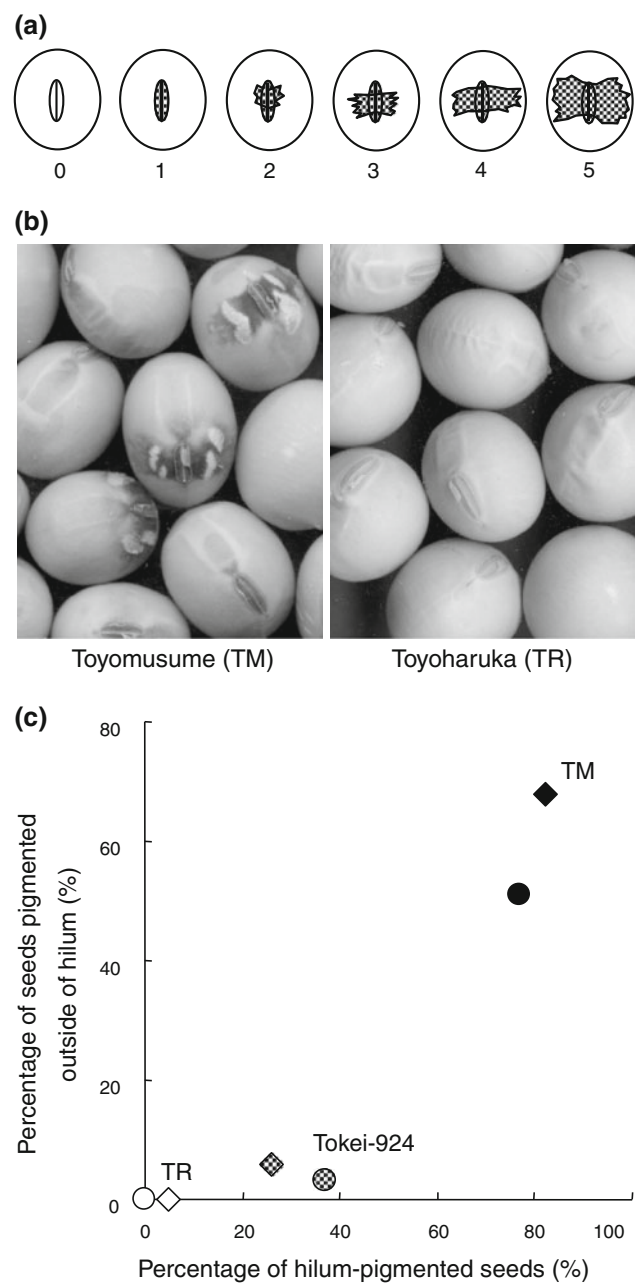 (a)
0 1 2 3 4 5
(b)
Toyomusume (TM)
Toyoharuka (TR)
(c)
80
60
40
20
0
Percentage of seeds pigmented
outside of hilum (%)
TM
Tokei-924
TR
0 20 40 60 80 100
Percentage of hilum-pigmented seeds (%)